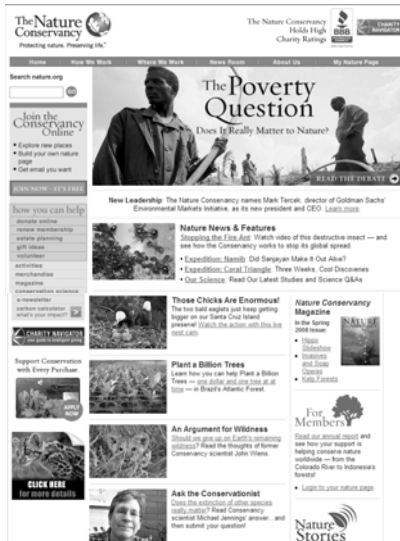 The Nature
Conservancy
Protecting nature. Preserving life.™
The Nature Conservancy
Holds High
Charity Ratings
BBB
CHARITY
NAVIGATOR
Home
How We Work
Where We Work
News Room
About Us
My Nature Page
Search nature.org
GO
Join the
Conservancy
Online
• Explore new places
• Build your own nature
page
• Get email you want
JOIN NOW - IT'S FREE
how you can help
donate online
renew membership
estate planning
gift ideas
volunteer
activities
merchandise
magazine
conservation science
e-newsletter
carbon calculator
what's your impact?
CHARITY NAVIGATOR
Support Conservation
with Every Purchase.
APPLY
NOW
CLICK HERE
for more details
The Poverty
Question
Does It Really Matter to Nature?
READ THE DEBATE
New Leadership: The Nature Conservancy names Mark Tercek, director of Goldman Sachs'
Environmental Markets Initiative, as its new president and CEO. Learn more.
Nature News & Features
Stopping the Fire Ant: Watch video of this destructive insect — and
see how the Conservancy works to stop its global spread.
• Expedition: Namib: Did Sanjayan Make It Out Alive?
• Expedition: Coral Triangle: Three Weeks, Cool Discoveries
• Our Science: Read Our Latest Studies and Science Q&As
Those Chicks Are Enormous!
The two bald eaglets just keep getting
bigger on our Santa Cruz Island
preserve! Watch the action with this live
nest cam.
Plant a Billion Trees
Learn how you can help Plant a Billion
Trees — one dollar and one tree at at
time — in Brazil's Atlantic Forest.
An Argument for Wildness
Should we give up on Earth's remaining
wildness? Read the thoughts of former
Conservancy scientist John Wiens.
Ask the Conservationist
Does the extinction of other species
really matter? Read Conservancy
scientist Michael Jennings' answer...and
then submit your question!
Nature Conservancy
Magazine
In the Spring
2008 Issue:
• Hippo
Slideshow
• Invasives
and Soap
Operas
• Kelp Forests
NATURE
For
Members
Read our annual report and
see how your support is
helping conserve nature
worldwide — from the
Colorado River to Indonesia's
forests!
• Login to your nature page.
Nature
Stories